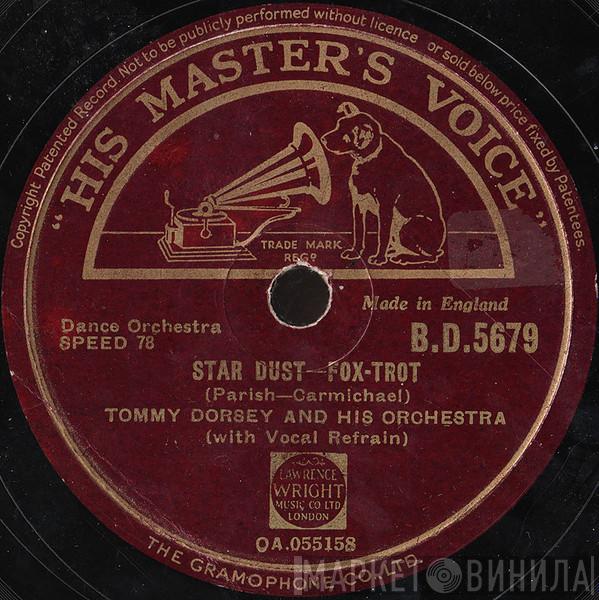 Copyright Patented Record. Not to be publicly performed without licence or sold below price fixed by Patentees.
"HIS MASTER'S VOICE"
TRADE MARK
REGD
Made in England
Dance Orchestra
SPEED 78
B.D.5679
STAR DUST—FOX-TROT
(Parish—Carmichael)
TOMMY DORSEY AND HIS ORCHESTRA
(with Vocal Refrain)
LAWRENCE
WRIGHT
MUSIC CO LTD
LONDON
OA.055158
THE GRAMOPHONE CO. LTD.
МАРКЕТ ВИНИЛА